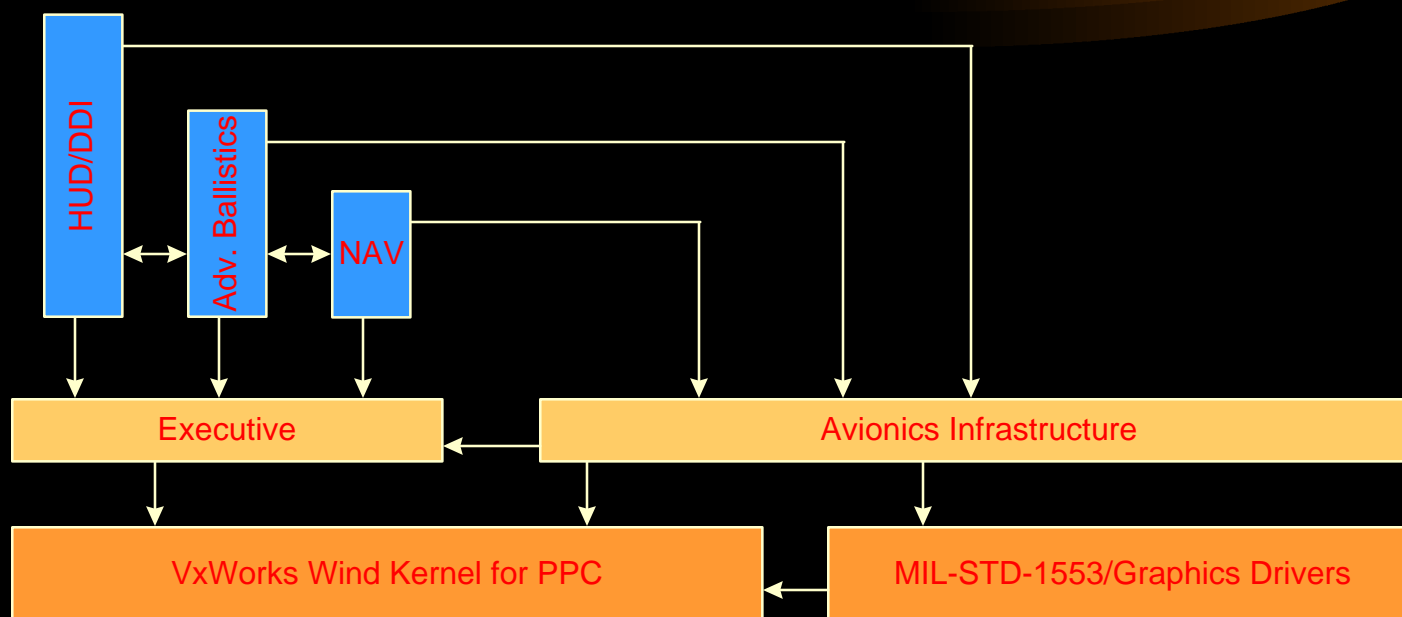 HUD/DDI
Adv. Ballistics
NAV
Executive
Avionics Infrastructure
VxWorks Wind Kernel for PPC
MIL-STD-1553/Graphics Drivers